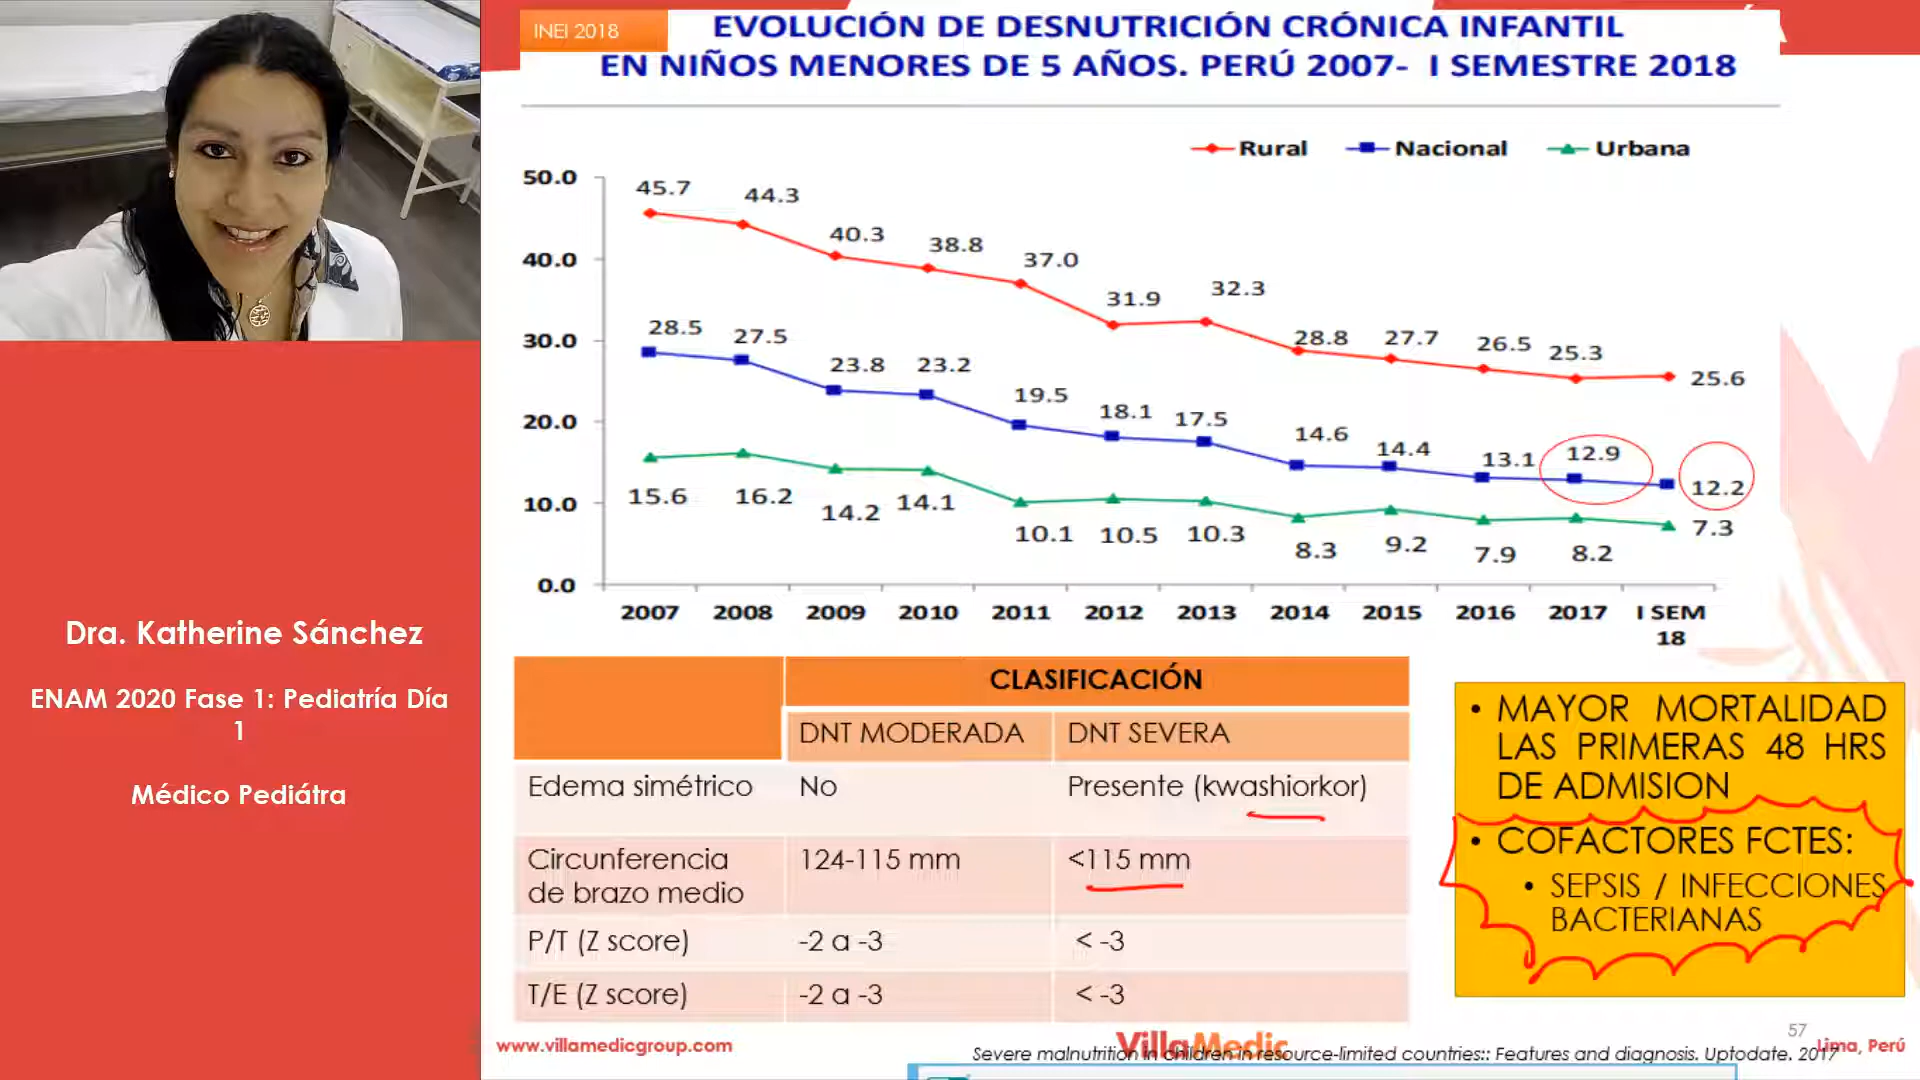 INEI 2018
EVOLUCIÓN DE DESNUTRICIÓN CRÓNICA INFANTIL
EN NIÑOS MENORES DE 5 AÑOS. PERÚ 2007- I SEMESTRE 2018
Rural Nacional Urbana
50.0
40.0
30.0
20.0
10.0
0.0
45.7 44.3 40.3 38.8 37.0 31.9 32.3 28.8 27.7 26.5 25.3 25.6
28.5 27.5 23.8 23.2 19.5 18.1 17.5 14.6 14.4 13.1 12.9 12.2
15.6 16.2 14.2 14.1 10.1 10.5 10.3 8.3 9.2 7.9 8.2 7.3
2007 2008 2009 2010 2011 2012 2013 2014 2015 2016 2017 I SEM
18
Dra. Katherine Sánchez
ENAM 2020 Fase 1: Pediatría Día
1
Médico Pediátra
CLASIFICACIÓN
DNT MODERADA DNT SEVERA
Edema simétrico No Presente (kwashiorkor)
Circunferencia
de brazo medio 124-115 mm <115 mm
P/T (Z score) -2 a -3 < -3
T/E (Z score) -2 a -3 < -3
• MAYOR MORTALIDAD
LAS PRIMERAS 48 HRS
DE ADMISION
• COFACTORES FCTES:
• SEPSIS / INFECCIONES
BACTERIANAS
www.villamedicgroup.com
VillaMedic
57
Lima, Perú
Severe malnutrition in children in resource-limited countries:: Features and diagnosis. Uptodate. 2017